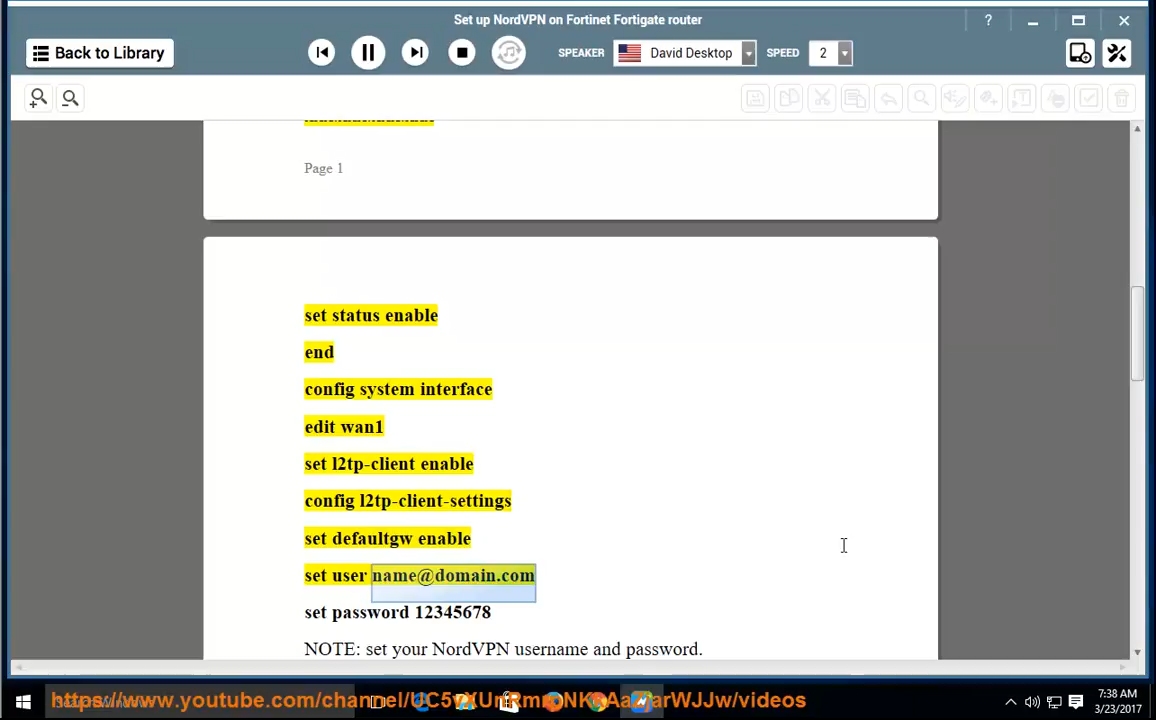 Set up NordVPN on Fortinet Fortigate router
?
Back to Library
SPEAKER David Desktop SPEED 2
Page 1
set status enable
end
config system interface
edit wan1
set l2tp-client enable
config l2tp-client-settings
set defaultgw enable
set user name@domain.com
set password 12345678
NOTE: set your NordVPN username and password.
7:38 AM
3/23/2017